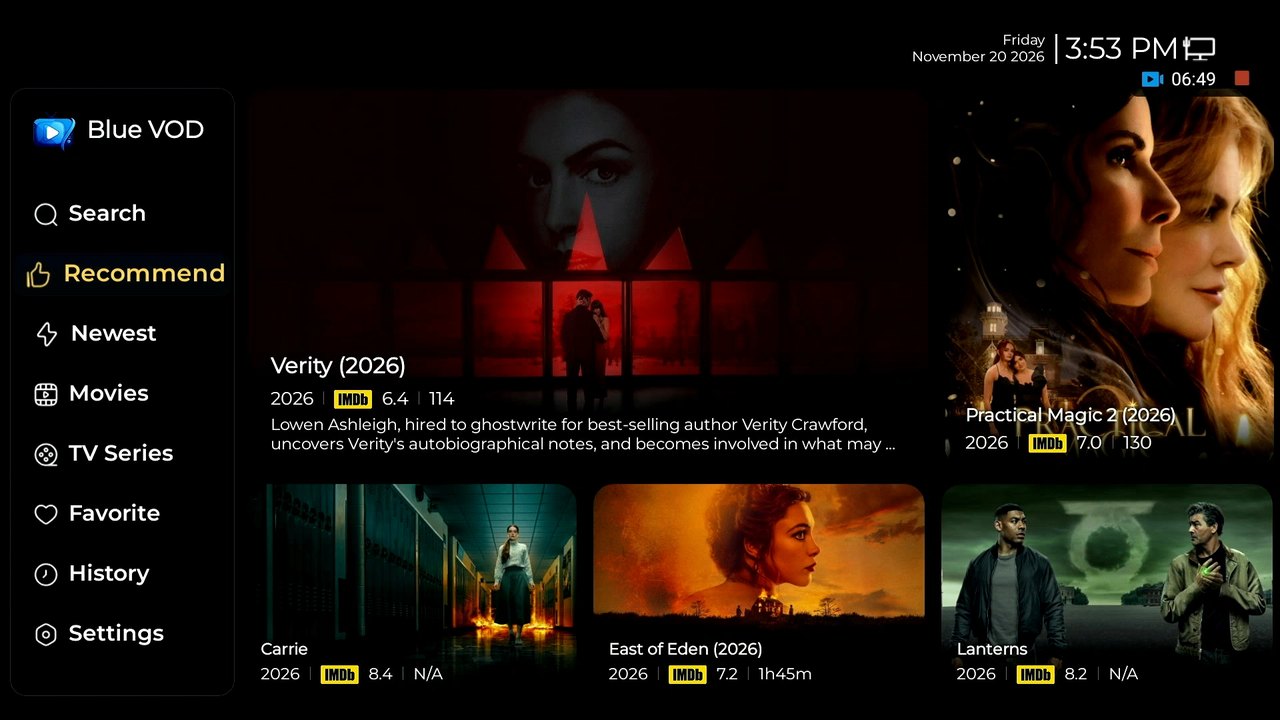 Friday
November 20 2026
3:53 PM
06:49
Blue VOD
Search
Recommend
Newest
Movies
TV Series
Favorite
History
Settings
Verity (2026)
2026 IMDb 6.4 114
Lowen Ashleigh, hired to ghostwrite for best-selling author Verity Crawford,
uncovers Verity's autobiographical notes, and becomes involved in what may ...
Practical Magic 2 (2026)
2026 IMDb 7.0 130
Carrie
2026 IMDb 8.4 N/A
East of Eden (2026)
2026 IMDb 7.2 1h45m
Lanterns
2026 IMDb 8.2 N/A